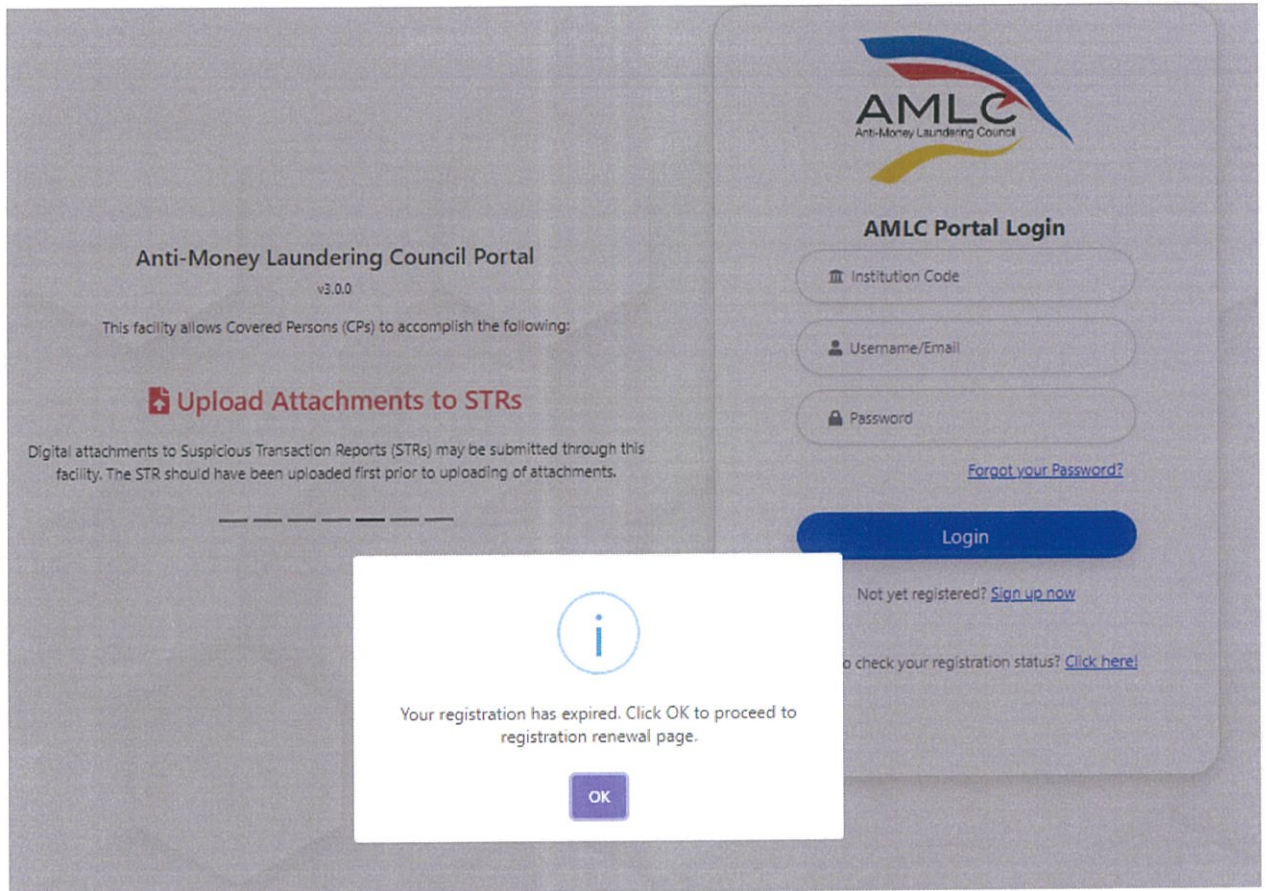 Anti-Money Laundering Council Portal
v3.0.0
This facility allows Covered Persons (CPs) to accomplish the following:
Upload Attachments to STRs
Digital attachments to Suspicious Transaction Reports (STRs) may be submitted through this
facility. The STR should have been uploaded first prior to uploading of attachments.
AMLC
Anti-Money Laundering Council
AMLC Portal Login
Institution Code
Username/Email
Password
Forgot your Password?
Login
Not yet registered? Sign up now
o check your registration status? Click here!
Your registration has expired. Click OK to proceed to
registration renewal page.
OK